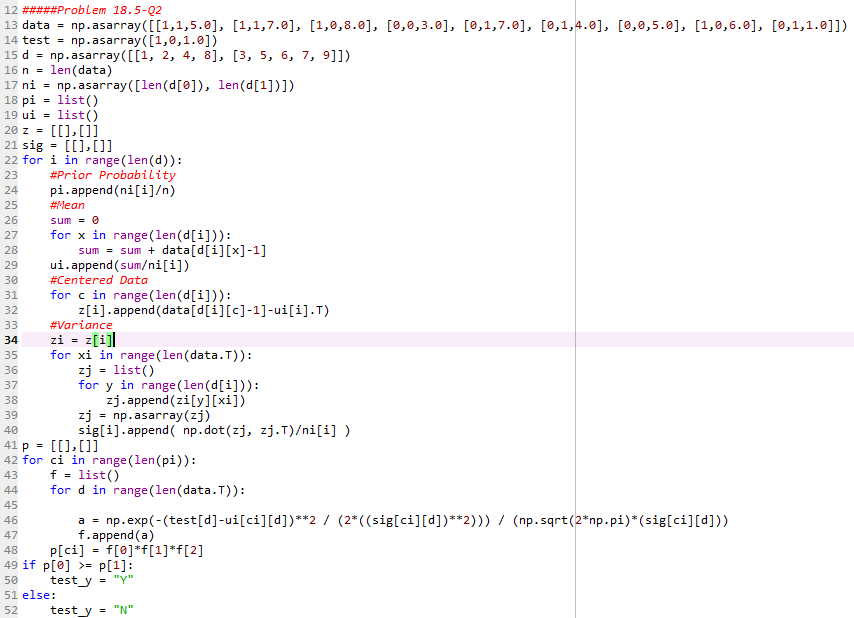 12 #####Problem 18.5-Q2
13 data = np.asarray([[1,1,5.0], [1,1,7.0], [1,0,8.0], [0,0,3.0], [0,1,7.0], [0,1,4.0], [0,0,5.0], [1,0,6.0], [0,1,1.0]])
14 test = np.asarray([1,0,1.0])
15 d = np.asarray([[1, 2, 4, 8], [3, 5, 6, 7, 9]])
16 n = len(data)
17 ni = np.asarray([len(d[0]), len(d[1])])
18 pi = list()
19 ui = list()
20 z = [[],[]]
21 sig = [[],[]]
22 for i in range(len(d)):
23     #Prior Probability
24     pi.append(ni[i]/n)
25     #Mean
26     sum = 0
27     for x in range(len(d[i])):
28         sum = sum + data[d[i][x]-1]
29     ui.append(sum/ni[i])
30     #Centered Data
31     for c in range(len(d[i])):
32         z[i].append(data[d[i][c]-1]-ui[i].T)
33     #Variance
34     zi = z[i]
35     for xi in range(len(data.T)):
36         zj = list()
37         for y in range(len(d[i])):
38             zj.append(zi[y][xi])
39         zj = np.asarray(zj)
40         sig[i].append( np.dot(zj, zj.T)/ni[i] )
41 p = [[],[]]
42 for ci in range(len(pi)):
43     f = list()
44     for d in range(len(data.T)):
45
46         a = np.exp(-(test[d]-ui[ci][d])**2 / (2*((sig[ci][d])**2))) / (np.sqrt(2*np.pi)*(sig[ci][d]))
47         f.append(a)
48     p[ci] = f[0]*f[1]*f[2]
49 if p[0] >= p[1]:
50     test_y = "Y"
51 else:
52     test_y = "N"